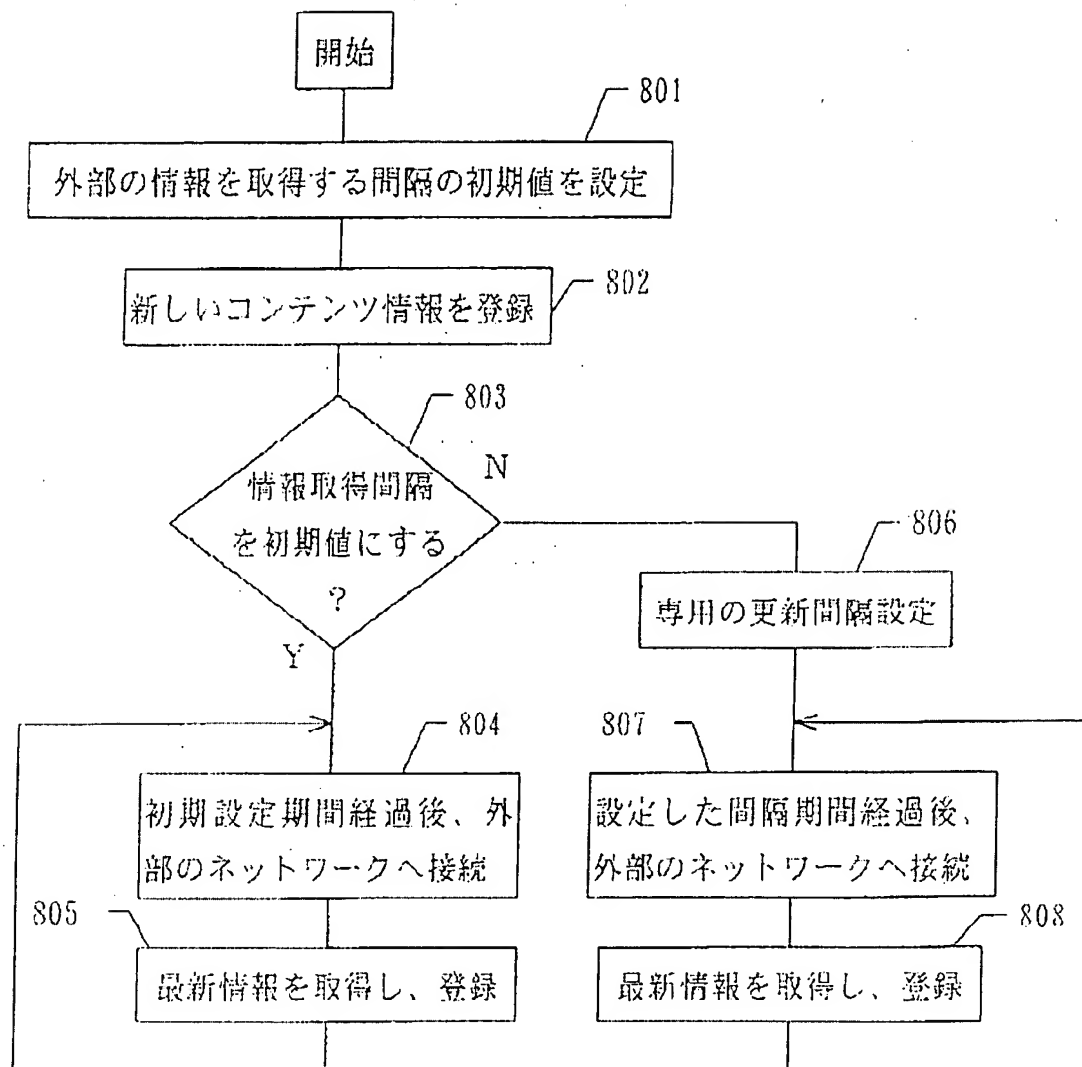 開始
801
外部の情報を取得する間隔の初期値を設定
802
新しいコンテンツ情報を登録
803
情報取得間隔
を初期値にする
?
N
Y
806
専用の更新間隔設定
804
初期設定期間経過後、外
部のネットワークへ接続
807
設定した間隔期間経過後、
外部のネットワークへ接続
805
最新情報を取得し、登録
808
最新情報を取得し、登録